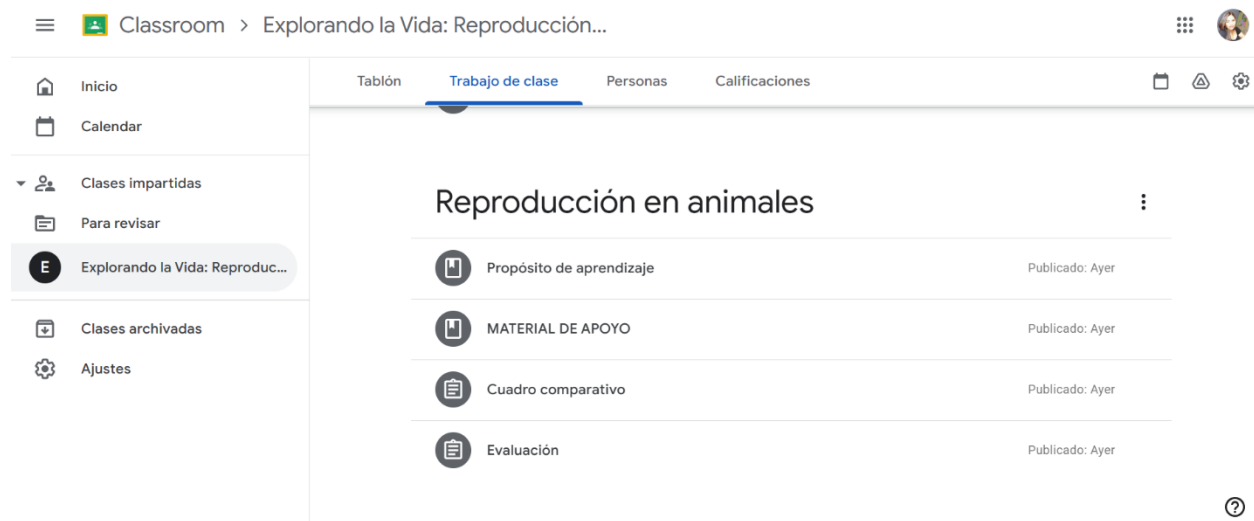 Classroom > Explorando la Vida: Reproducción...
Inicio
Calendar
Clases impartidas
Para revisar
E Explorando la Vida: Reproduc...
Clases archivadas
Ajustes
Tablón Trabajo de clase Personas Calificaciones
Reproducción en animales
Propósito de aprendizaje Publicado: Ayer
MATERIAL DE APOYO Publicado: Ayer
Cuadro comparativo Publicado: Ayer
Evaluación Publicado: Ayer